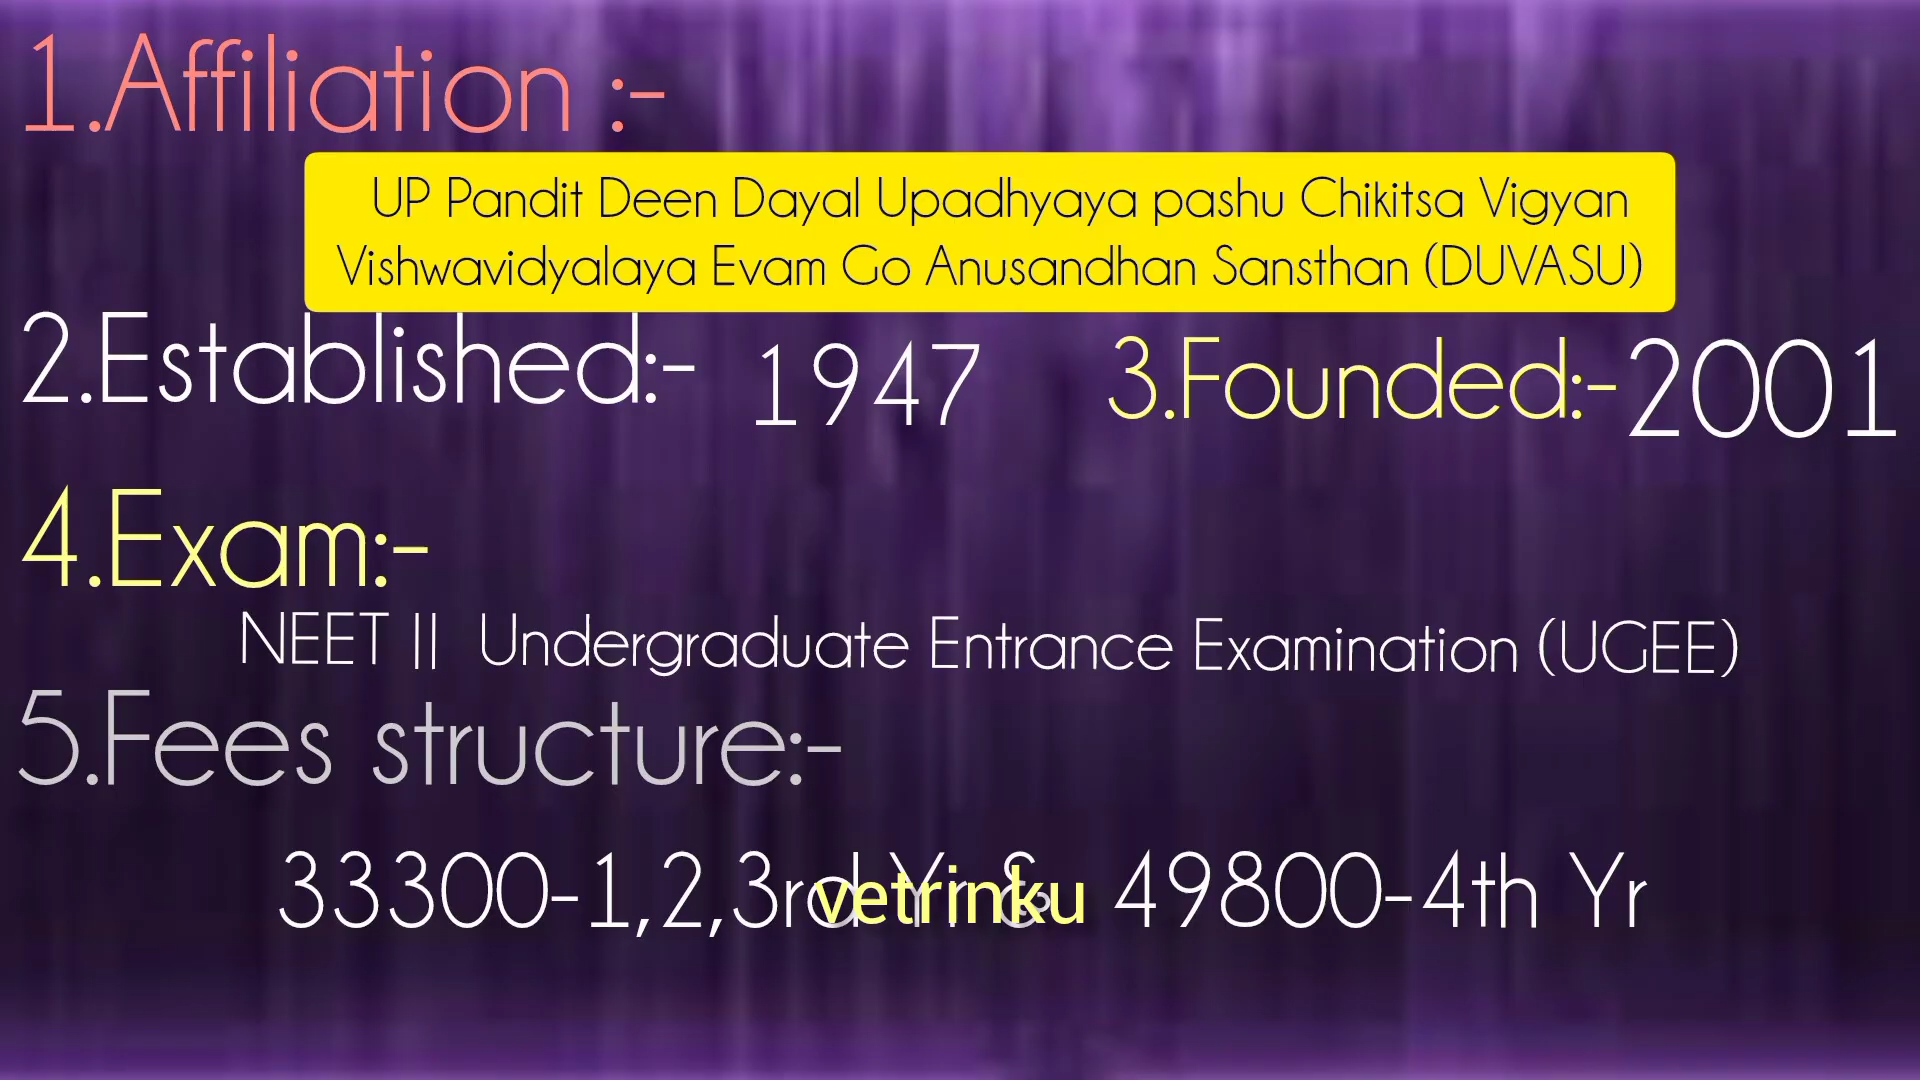 1.Affiliation :-
UP Pandit Deen Dayal Upadhyaya pashu Chikitsa Vigyan
Vishwavidyalaya Evam Go Anusandhan Sansthan (DUVASU)
2.Established:- 1947 3.Founded:-2001
4.Exam:-
NEET || Undergraduate Entrance Examination (UGEE)
5.Fees structure:-
33300-1,2,3rd Yr & 49800-4th Yr
vetrinku